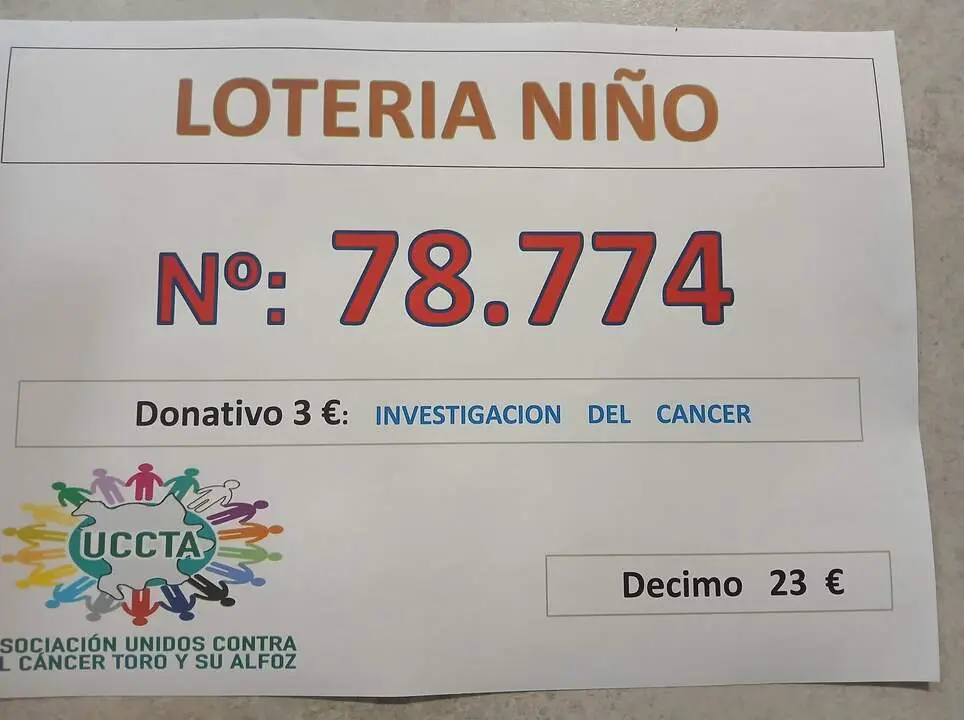 LOTERIA NIÑO
Nº: 78.774
Donativo 3 €: INVESTIGACION DEL CANCER
UCCTA
Decimo 23 €
SOCIACIÓN UNIDOS CONTRA
L CÁNCER TORO Y SU ALFOZ